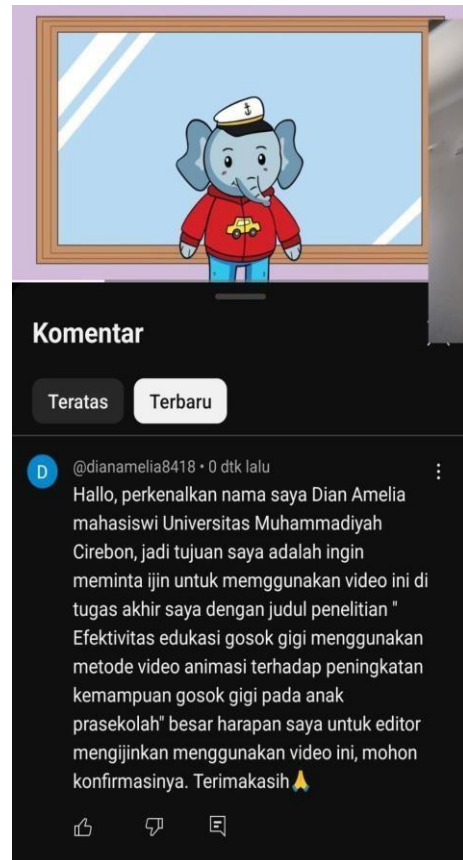 Komentar
Teratas
Terbaru
D
@dianamelia8418 • 0 dtk lalu
Hallo, perkenalkan nama saya Dian Amelia
mahasiswi Universitas Muhammadiyah
Cirebon, jadi tujuan saya adalah ingin
meminta ijin untuk memggunakan video ini di
tugas akhir saya dengan judul penelitian "
Efektivitas edukasi gosok gigi menggunakan
metode video animasi terhadap peningkatan
kemampuan gosok gigi pada anak
prasekolah" besar harapan saya untuk editor
mengijinkan menggunakan video ini, mohon
konfirmasinya. Terimakasih🙏